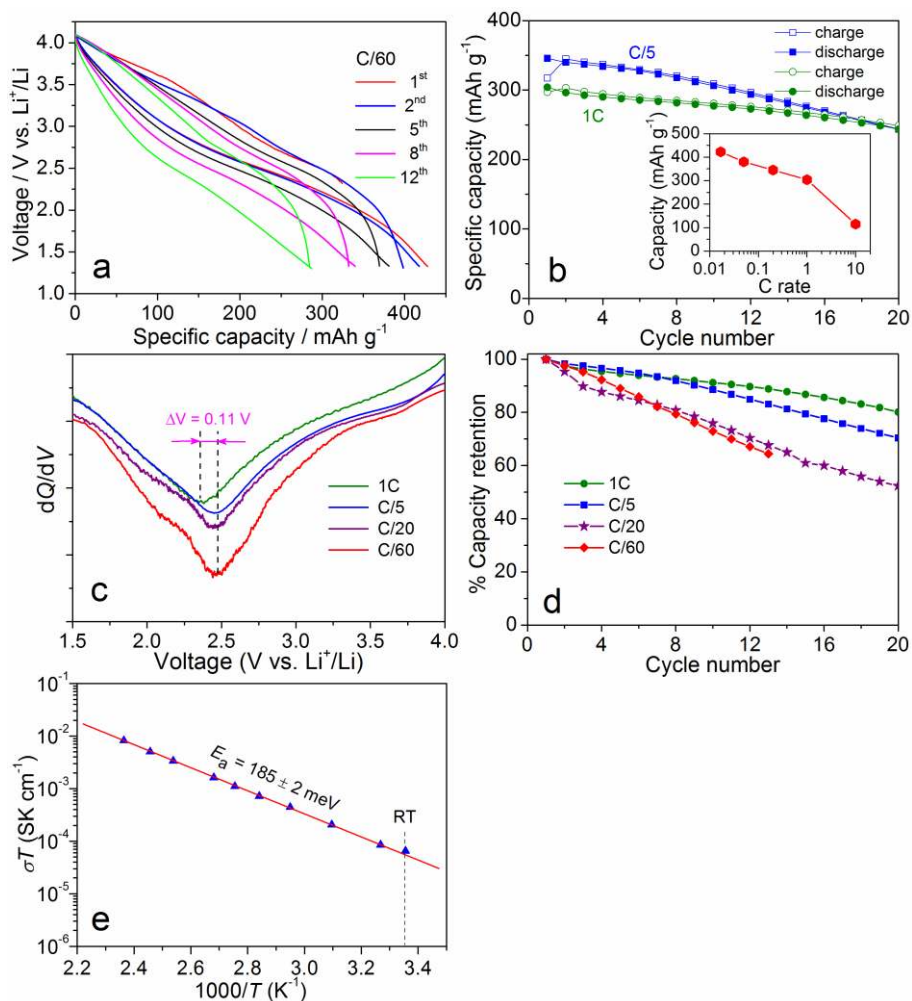 4.0
3.5
3.0
2.5
2.0
1.5
1.0
Voltage / V vs. Li⁺/Li
C/60
1ˢᵗ
2ⁿᵈ
5ᵗʰ
8ᵗʰ
12ᵗʰ
a
0 100 200 300 400
Specific capacity / mAh g⁻¹
400
350
300
250
200
Specific capacity (mAh g⁻¹)
C/5
1C
charge
discharge
charge
discharge
500
400
300
200
100
0
Capacity (mAh g⁻¹)
0.01 0.1 1 10
C rate
b
0 4 8 12 16 20
Cycle number
dQ/dV
ΔV = 0.11 V
1C
C/5
C/20
C/60
c
1.5 2.0 2.5 3.0 3.5 4.0
Voltage (V vs. Li⁺/Li)
100
80
60
40
20
0
% Capacity retention
1C
C/5
C/20
C/60
d
0 4 8 12 16 20
Cycle number
10⁻¹
10⁻²
10⁻³
10⁻⁴
10⁻⁵
10⁻⁶
σT (SK cm⁻¹)
Eₐ = 185 ± 2 meV
RT
e
2.2 2.4 2.6 2.8 3.0 3.2 3.4
1000/T (K⁻¹)